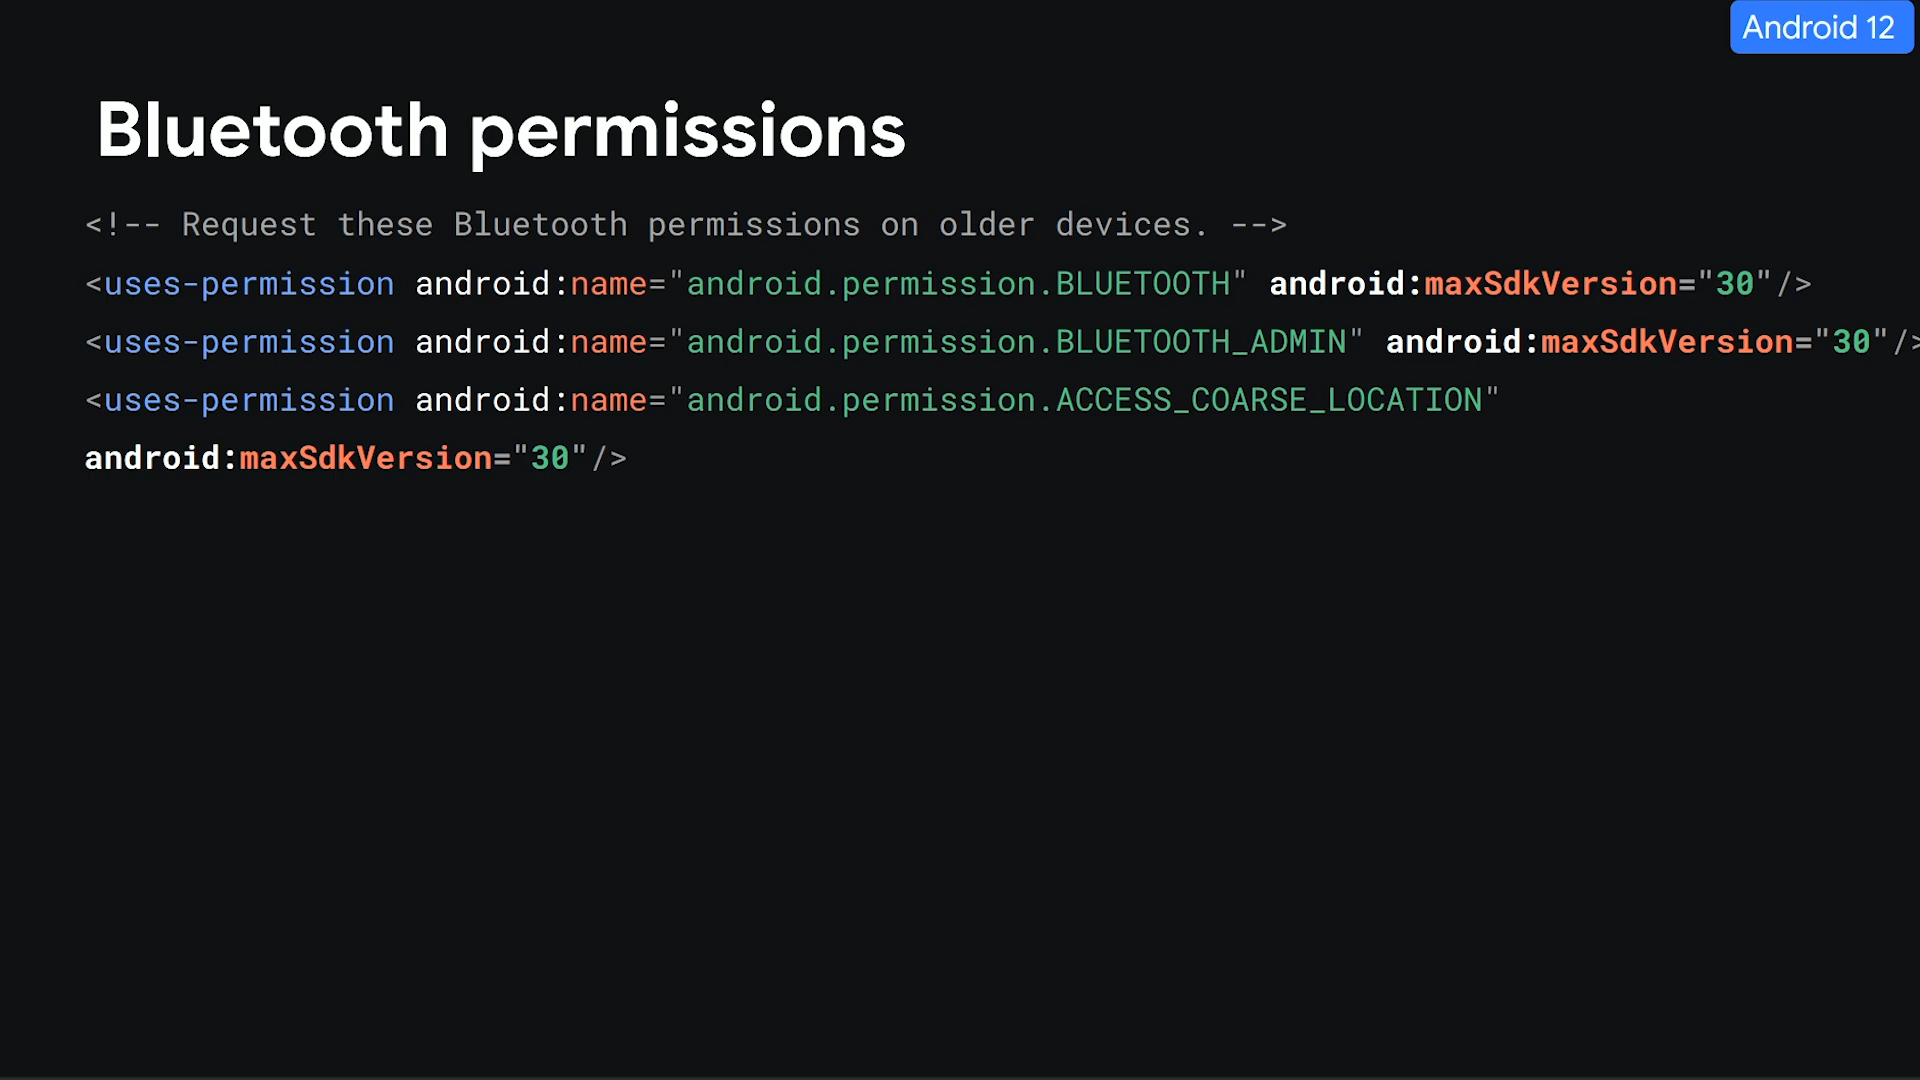 Android 12
Bluetooth permissions
<!-- Request these Bluetooth permissions on older devices. -->
<uses-permission android:name="android.permission.BLUETOOTH" android:maxSdkVersion="30"/>
<uses-permission android:name="android.permission.BLUETOOTH_ADMIN" android:maxSdkVersion="30"/>
<uses-permission android:name="android.permission.ACCESS_COARSE_LOCATION"
android:maxSdkVersion="30"/>